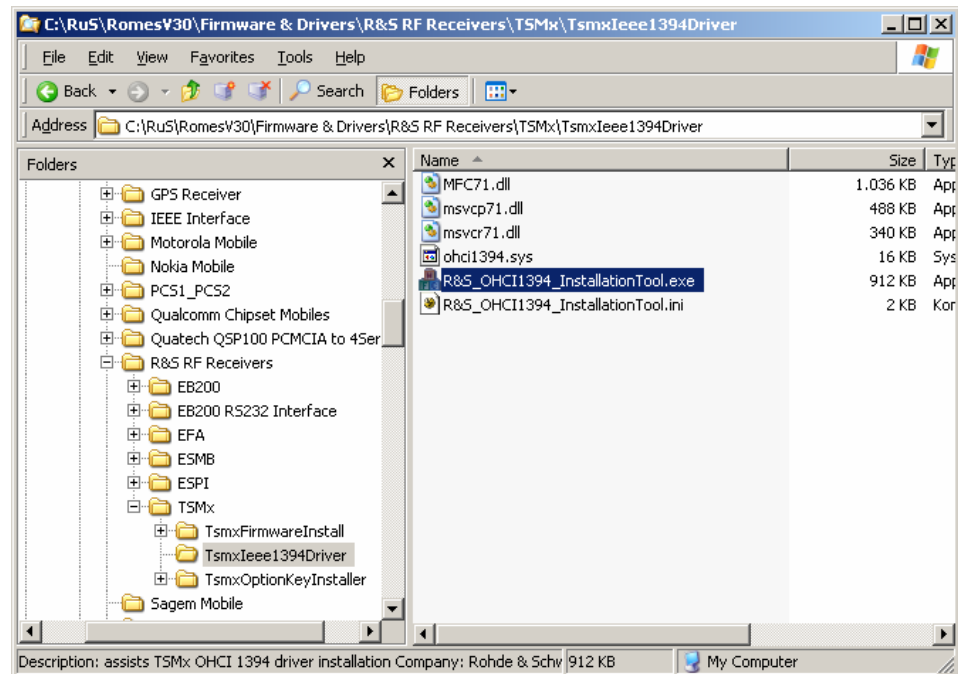 C:\RuS\RomesV30\Firmware & Drivers\R&S RF Receivers\TSMx\TsmxIeee1394Driver
File Edit View Favorites Tools Help
Back Search Folders
Address C:\RuS\RomesV30\Firmware & Drivers\R&S RF Receivers\TSMx\TsmxIeee1394Driver
Folders
GPS Receiver
IEEE Interface
Motorola Mobile
Nokia Mobile
PCS1_PCS2
Qualcomm Chipset Mobiles
Quatech QSP100 PCMCIA to 4Ser
R&S RF Receivers
EB200
EB200 RS232 Interface
EFA
ESMB
ESPI
TSMx
TsmxFirmwareInstall
TsmxIeee1394Driver
TsmxOptionKeyInstaller
Sagem Mobile
Name Size Typ
MFC71.dll 1.036 KB App
msvcp71.dll 488 KB App
msvcr71.dll 340 KB App
ohci1394.sys 16 KB Sys
R&S_OHCI1394_InstallationTool.exe 912 KB App
R&S_OHCI1394_InstallationTool.ini 2 KB Kor
Description: assists TSMx OHCI 1394 driver installation Company: Rohde & Schw 912 KB My Computer